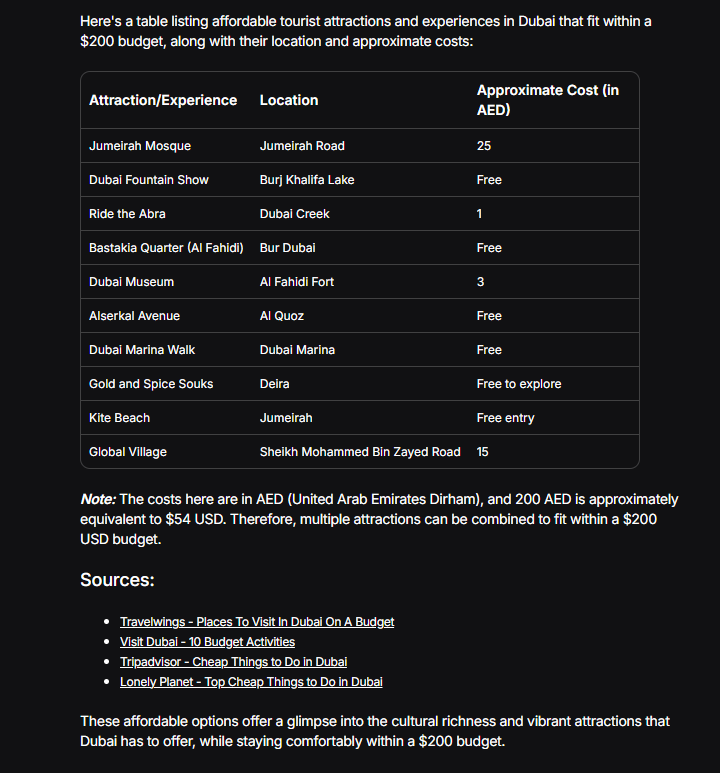 Here's a table listing affordable tourist attractions and experiences in Dubai that fit within a
$200 budget, along with their location and approximate costs:
Attraction/Experience Location Approximate Cost (in
AED)
Jumeirah Mosque Jumeirah Road 25
Dubai Fountain Show Burj Khalifa Lake Free
Ride the Abra Dubai Creek 1
Bastakia Quarter (Al Fahidi) Bur Dubai Free
Dubai Museum Al Fahidi Fort 3
Alserkal Avenue Al Quoz Free
Dubai Marina Walk Dubai Marina Free
Gold and Spice Souks Deira Free to explore
Kite Beach Jumeirah Free entry
Global Village Sheikh Mohammed Bin Zayed Road 15
Note: The costs here are in AED (United Arab Emirates Dirham), and 200 AED is approximately
equivalent to $54 USD. Therefore, multiple attractions can be combined to fit within a $200
USD budget.
Sources:
• Travelwings - Places To Visit In Dubai On A Budget
• Visit Dubai - 10 Budget Activities
• Tripadvisor - Cheap Things to Do in Dubai
• Lonely Planet - Top Cheap Things to Do in Dubai
These affordable options offer a glimpse into the cultural richness and vibrant attractions that
Dubai has to offer, while staying comfortably within a $200 budget.